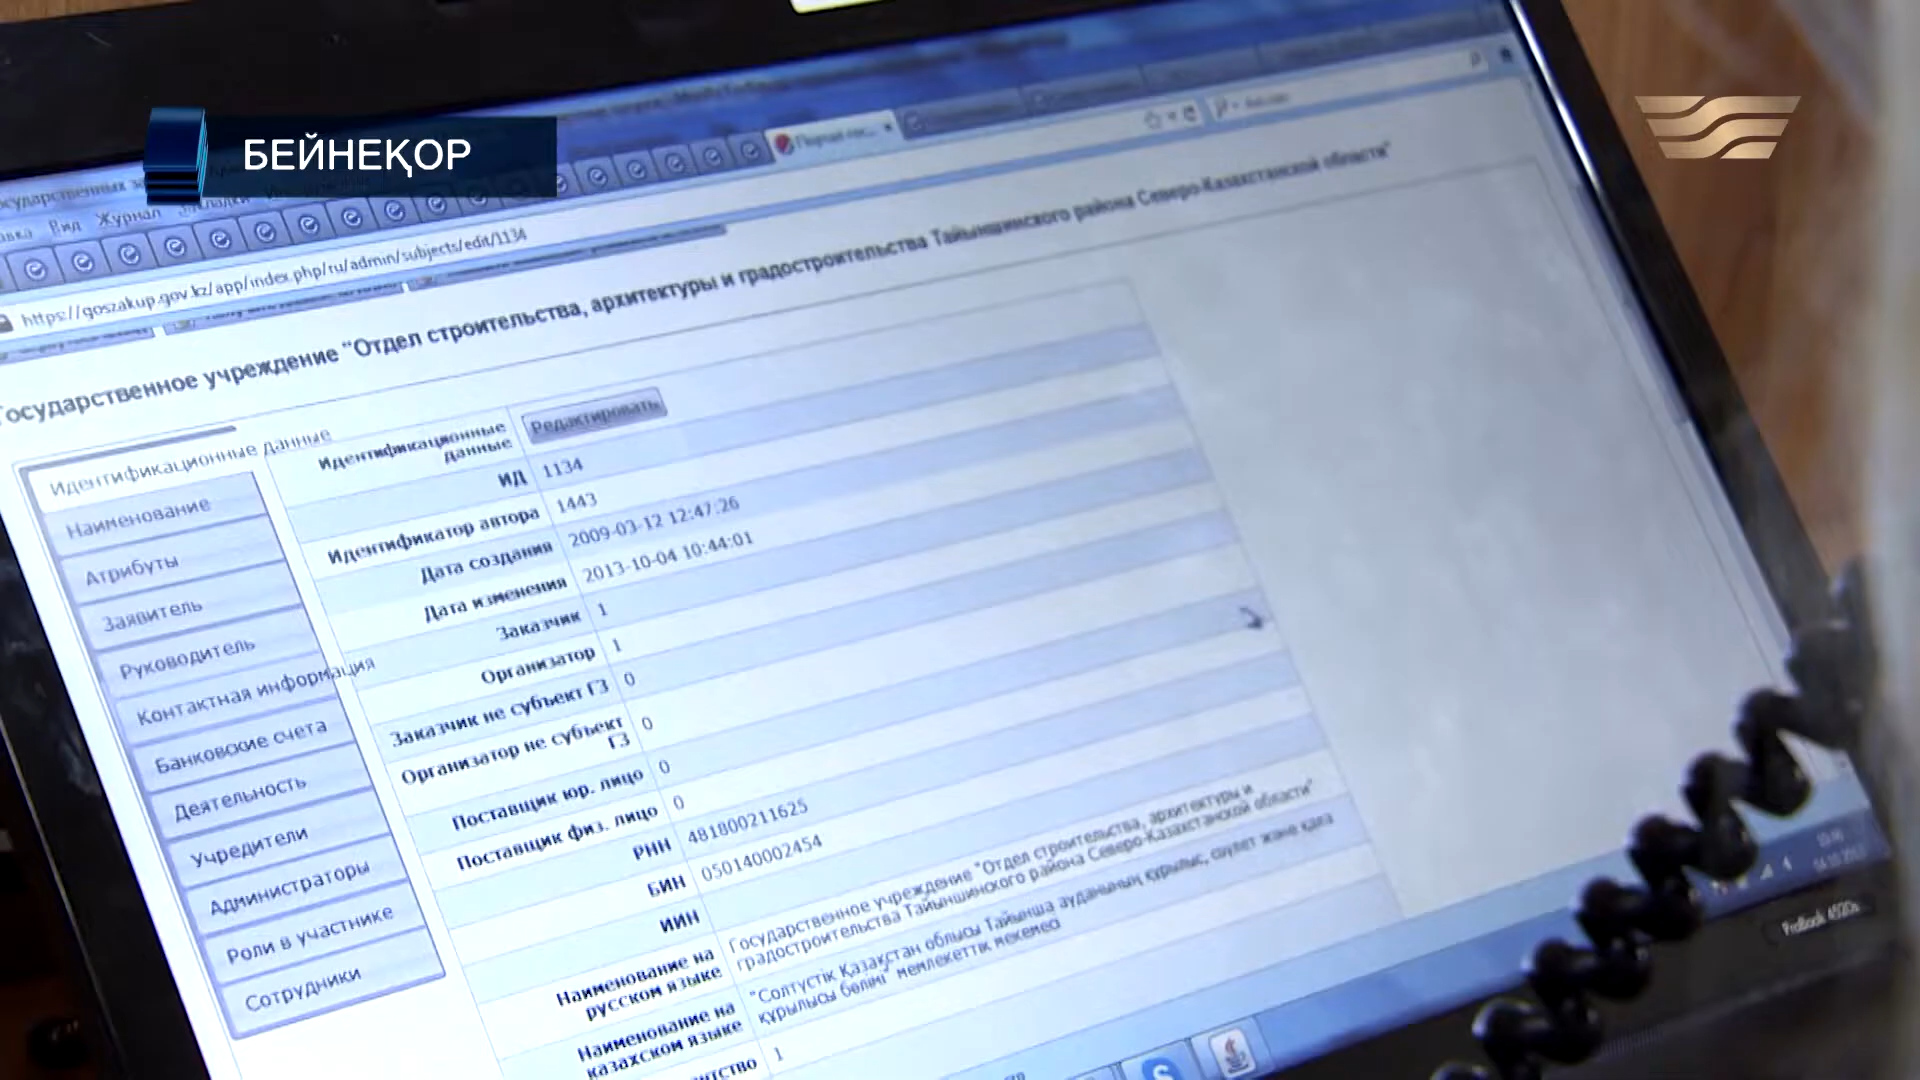 БЕЙНЕҚОР
Вид Журнал Закладки
https://goszakup.gov.kz/app/index.php/ru/admin/subjects/edit/1134
Государственное учреждение "Отдел строительства, архитектуры и градостроительства Тайыншинского района Северо-Казахстанской области"
Идентификационные данные
Наименование
Атрибуты
Заявитель
Руководитель
Контактная информация
Банковские счета
Деятельность
Учредители
Администраторы
Роли в участнике
Сотрудники
Идентификационные данные Редактировать
ИД 1134
Идентификатор автора 1443
Дата создания 2009-03-12 12:47:26
Дата изменения 2013-10-04 10:44:01
Заказчик 1
Организатор 1
Заказчик не субъект ГЗ 0
Организатор не субъект ГЗ 0
Поставщик юр. лицо 0
Поставщик физ. лицо 0
РНН 481800211625
БИН 050140002454
ИИН
Наименование на русском языке Государственное учреждение "Отдел строительства, архитектуры и
градостроительства Тайыншинского района Северо-Казахстанской области"
Наименование на казахском языке "Солтүстік Қазақстан облысы Тайынша ауданының құрылыс, сәулет және қала
құрылысы бөлімі" мемлекеттік мекемесі
1
ProBook 4520s